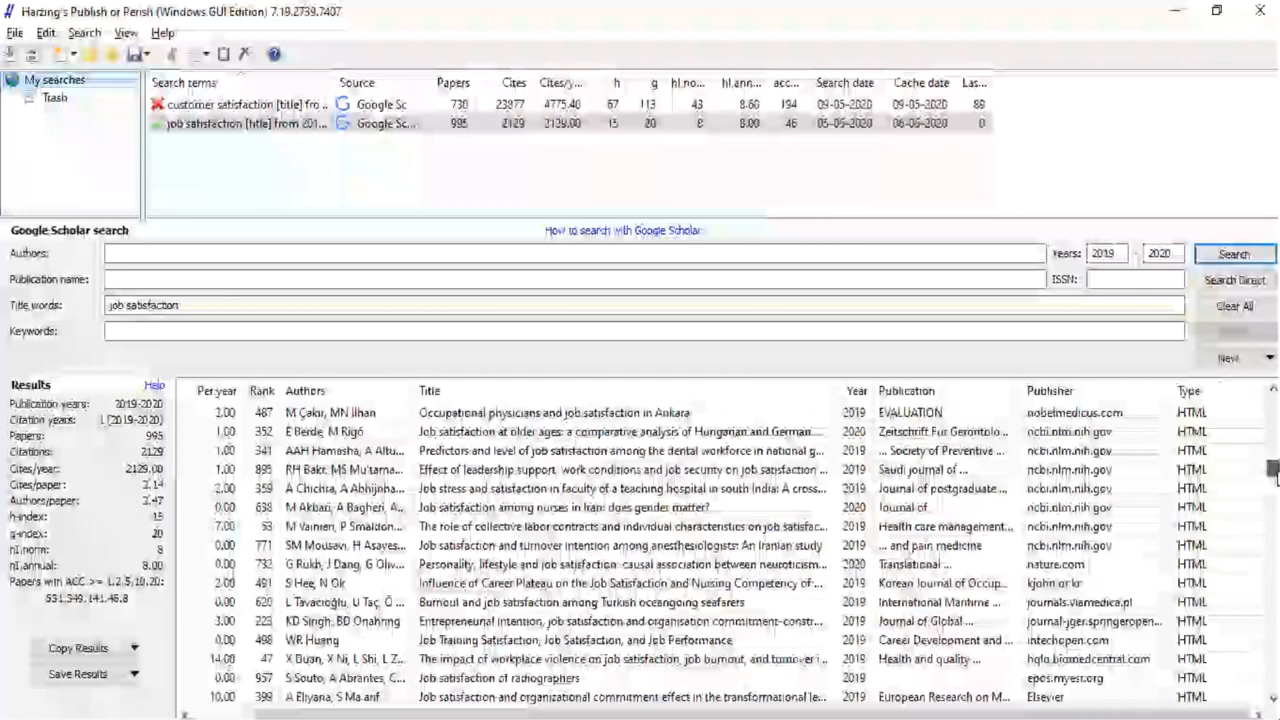 Harzing's Publish or Perish (Windows GUI Edition) 7.19.2739.7407
File Edit Search View Help
My searches
Trash
Search terms Source Papers Cites Cites/y... h g hI,no... hI,ann... acc... Search date Cache date Las...
customer satisfaction [title] fro... Google Sc 730 23877 4775.40 67 113 43 8.60 194 09-05-2020 09-05-2020 89
job satisfaction [title] from 201... Google Sc... 995 2129 2129.00 15 20 8 8.00 46 05-05-2020 06-05-2020 0
Google Scholar search How to search with Google Scholar
Authors: Years: 2019 - 2020 Search
Publication name: ISSN: Search Direct
Title words: job satisfaction Clear All
Keywords:
New
Results Help
Publication years: 2019-2020
Citation years: 1 (2019-2020)
Papers: 995
Citations: 2129
Cites/year: 2129.00
Cites/paper: 2.14
Authors/paper: 2.47
h-index: 15
g-index: 20
hI,norm: 8
hI,annual: 8.00
Papers with ACC >= 1,2,5,10,20:
Copy Results
Save Results
Per year Rank Authors Title Year Publication Publisher Type
2.00 487 M Çakır, MN İlhan Occupational physicians and job satisfaction in Ankara 2019 EVALUATION nobelmedicus.com HTML
1.00 352 E Berde, M Rigó Job satisfaction at older ages: a comparative analysis of Hungarian and German... 2020 Zeitschrift Fur Gerontolo... ncbi.nlm.nih.gov HTML
1.00 341 AAH Hamasha, A Altu... Predictors and level of job satisfaction among the dental workforce in national g... 2019 ... Society of Preventive ... ncbi.nlm.nih.gov HTML
1.00 895 RH Bakr, MS Mu'tama... Effect of leadership support, work conditions and job security on job satisfaction ... 2019 Saudi journal of ... ncbi.nlm.nih.gov HTML
2.00 359 A Chichra, A Abhijnha... Job stress and satisfaction in faculty of a teaching hospital in south India: A cross... 2019 Journal of postgraduate ... ncbi.nlm.nih.gov HTML
0.00 638 M Akbari, A Bagheri, A... Job satisfaction among nurses in Iran: does gender matter? 2020 Journal of ncbi.nlm.nih.gov HTML
7.00 53 M Vainieri, P Smaldon... The role of collective labor contracts and individual characteristics on job satisfac... 2019 Health care management... ncbi.nlm.nih.gov HTML
0.00 771 SM Mousavi, H Asayes... Job satisfaction and turnover intention among anesthesiologists: An Iranian study 2019 ... and pain medicine ncbi.nlm.nih.gov HTML
0.00 732 G Rukh, J Dang, G Oliv... Personality, lifestyle and job satisfaction: causal association between neuroticism... 2020 Translational ... nature.com HTML
2.00 491 S Hee, N Ok Influence of Career Plateau on the Job Satisfaction and Nursing Competency of... 2019 Korean Journal of Occup... kjohn.or.kr HTML
0.00 620 L Tavacıoğlu, U Taç, Ö ... Burnout and job satisfaction among Turkish oceangoing seafarers 2019 International Maritime ... journals.viamedica.pl HTML
3.00 223 KD Singh, BD Onahring Entrepreneurial intention, job satisfaction and organisation commitment-constr... 2019 Journal of Global ... journal-jger.springeropen... HTML
0.00 498 WR Huang Job Training Satisfaction, Job Satisfaction, and Job Performance 2019 Career Development and ... intechopen.com HTML
14.00 47 X Duan, X Ni, L Shi, L Z... The impact of workplace violence on job satisfaction, job burnout, and turnover i... 2019 Health and quality ... hqlo.biomedcentral.com HTML
0.00 957 S Souto, A Abrantes, C... Job satisfaction of radiographers 2019 epos.myesr.org HTML
10.00 399 A Eliyana, S Ma'arif Job satisfaction and organizational commitment effect in the transformational le... 2019 European Research on M... Elsevier HTML